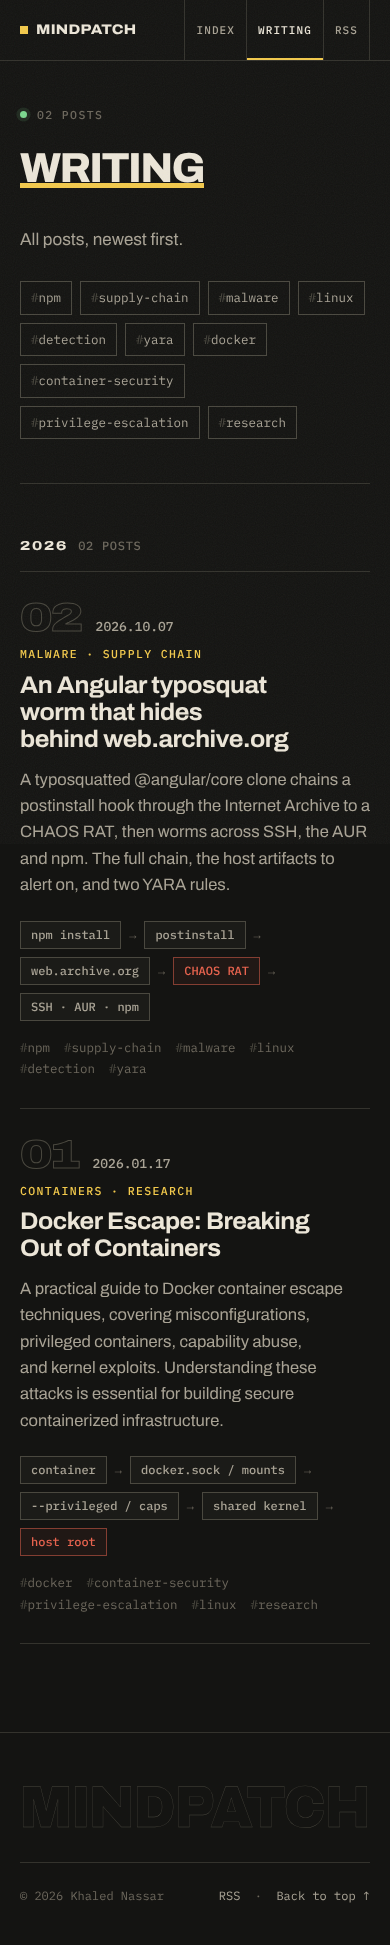 MINDPATCH INDEX WRITING RSS
02 POSTS
WRITING
All posts, newest first.
#npm #supply-chain #malware #linux
#detection #yara #docker
#container-security
#privilege-escalation #research
2026 02 POSTS
02 2026.10.07
MALWARE · SUPPLY CHAIN
An Angular typosquat
worm that hides
behind web.archive.org
A typosquatted @angular/core clone chains a
postinstall hook through the Internet Archive to a
CHAOS RAT, then worms across SSH, the AUR
and npm. The full chain, the host artifacts to
alert on, and two YARA rules.
npm install → postinstall →
web.archive.org → CHAOS RAT →
SSH · AUR · npm
#npm #supply-chain #malware #linux
#detection #yara
01 2026.01.17
CONTAINERS · RESEARCH
Docker Escape: Breaking
Out of Containers
A practical guide to Docker container escape
techniques, covering misconfigurations,
privileged containers, capability abuse,
and kernel exploits. Understanding these
attacks is essential for building secure
containerized infrastructure.
container → docker.sock / mounts →
--privileged / caps → shared kernel →
host root
#docker #container-security
#privilege-escalation #linux #research
MINDPATCH
© 2026 Khaled Nassar RSS · Back to top ↑